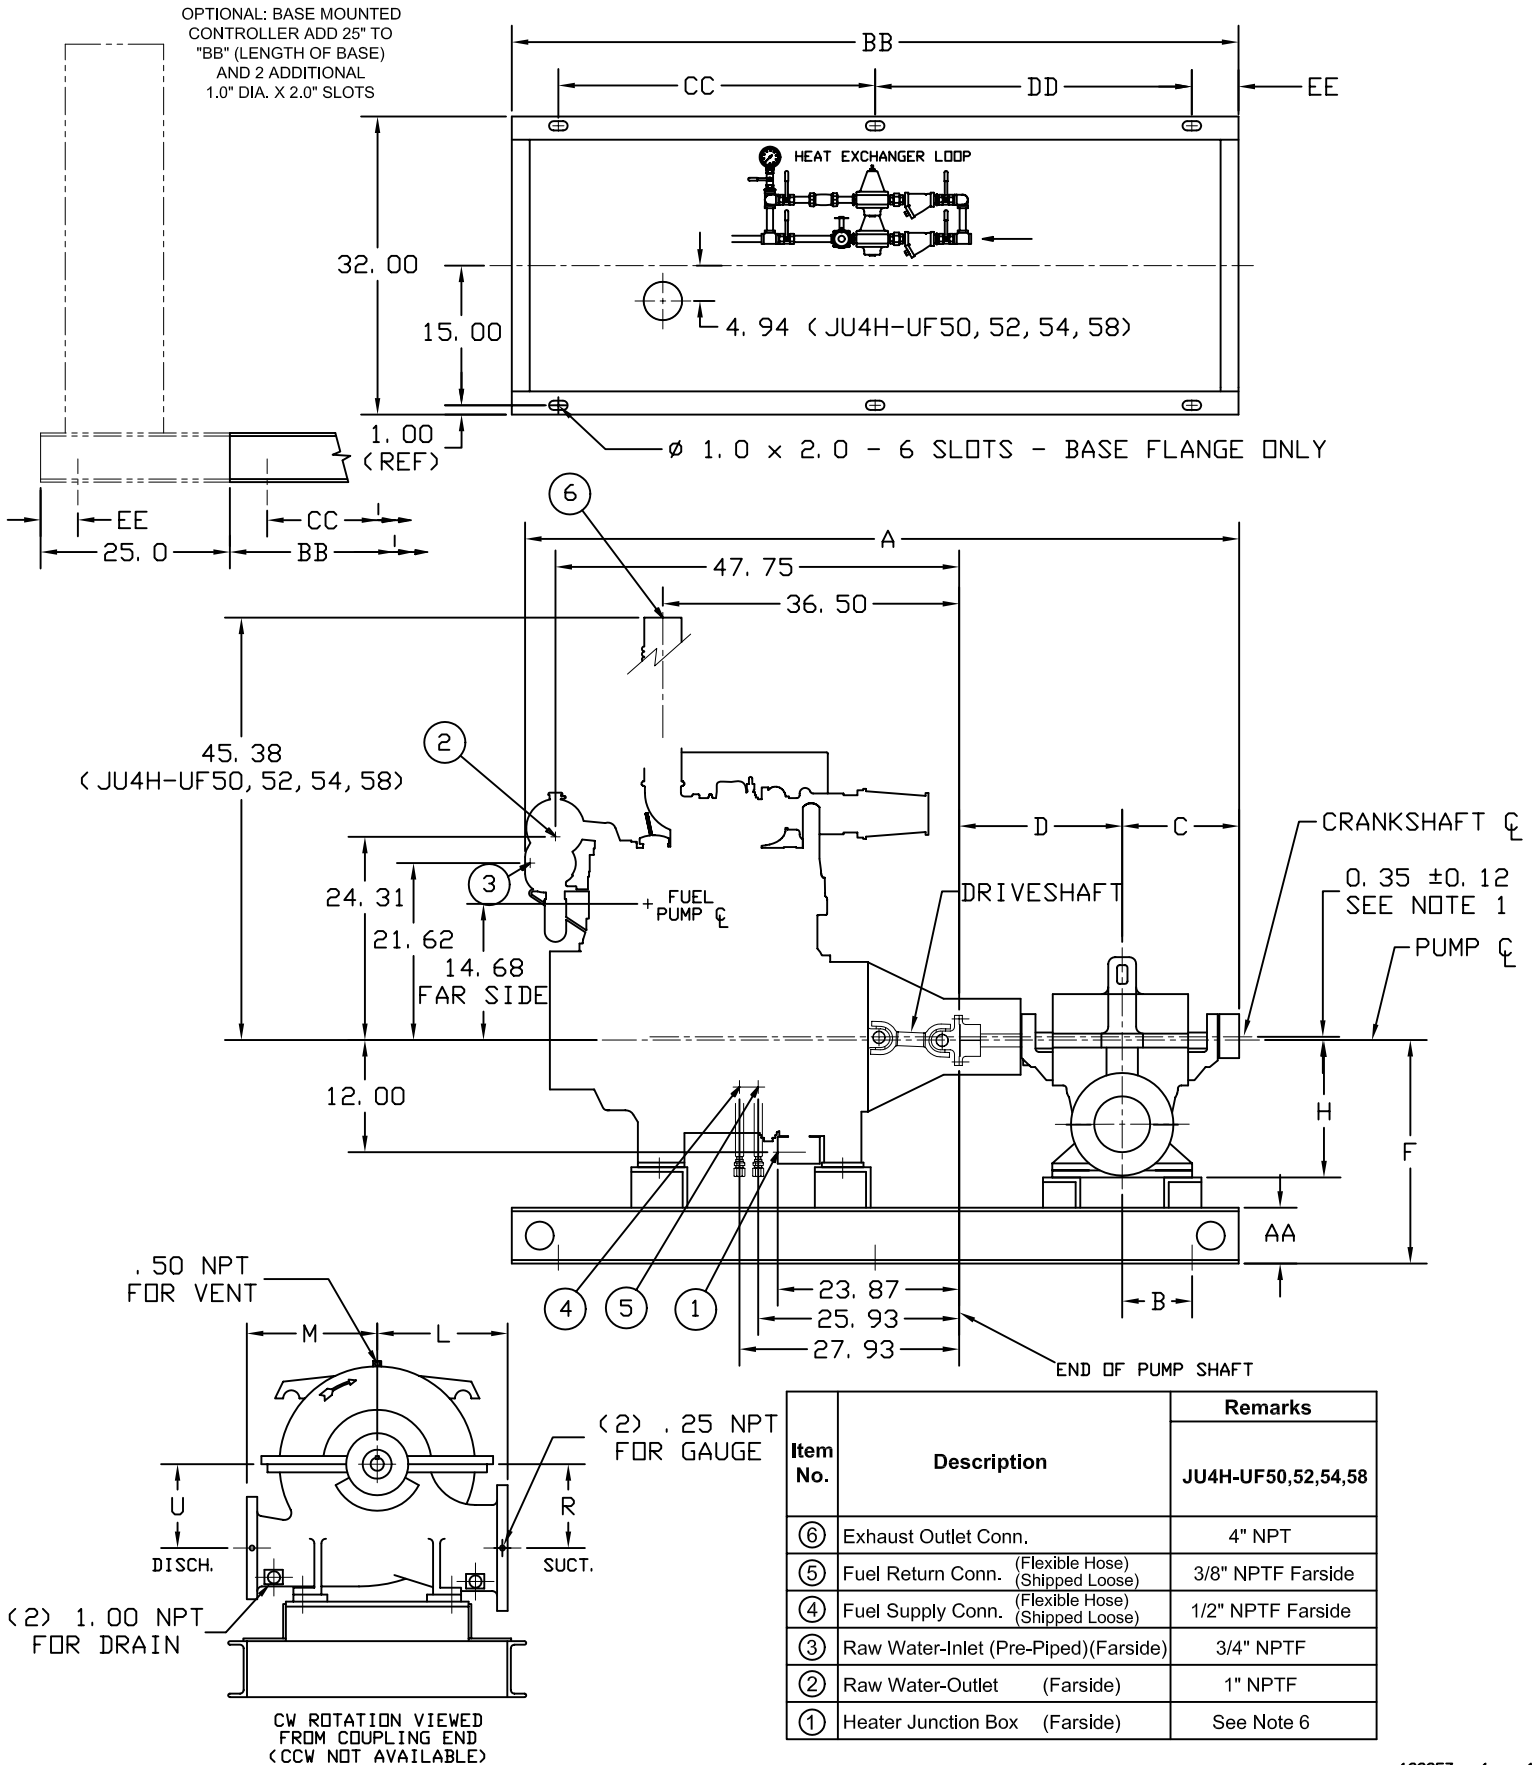 OPTIONAL: BASE MOUNTED
CONTROLLER ADD 25" TO
"BB" (LENGTH OF BASE)
AND 2 ADDITIONAL
1.0" DIA. X 2.0" SLOTS
BB
CC
DD
EE
HEAT EXCHANGER LOOP
32.00
15.00
4.94 (JU4H-UF50,52,54,58)
1.00
(REF)
ø 1.0 x 2.0 - 6 SLOTS - BASE FLANGE ONLY
EE
CC
25.0
BB
6
A
47.75
36.50
45.38
(JU4H-UF50,52,54,58)
2
D
C
CRANKSHAFT ℄
3
24.31
FUEL
PUMP ℄
DRIVESHAFT
0.35 ±0.12
SEE NOTE 1
21.62
PUMP ℄
14.68
FAR SIDE
12.00
H
F
AA
.50 NPT
FOR VENT
4
5
1
23.87
B
25.93
27.93
END OF PUMP SHAFT
M
L
(2) .25 NPT
FOR GAUGE
U
R
DISCH.
SUCT.
(2) 1.00 NPT
FOR DRAIN
CW ROTATION VIEWED
FROM COUPLING END
(CCW NOT AVAILABLE)
Item No.
Description
Remarks
JU4H-UF50,52,54,58
6 Exhaust Outlet Conn. 4" NPT
5 Fuel Return Conn. (Flexible Hose) (Shipped Loose) 3/8" NPTF Farside
4 Fuel Supply Conn. (Flexible Hose) (Shipped Loose) 1/2" NPTF Farside
3 Raw Water-Inlet (Pre-Piped)(Farside) 3/4" NPTF
2 Raw Water-Outlet (Farside) 1" NPTF
1 Heater Junction Box (Farside) See Note 6